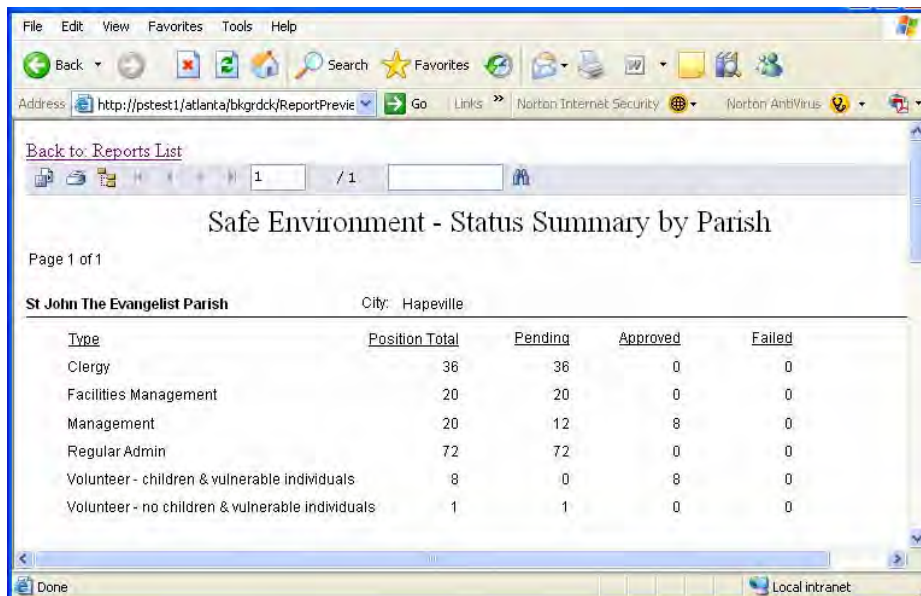 File Edit View Favorites Tools Help
Back Search Favorites
Address http://pstest1/atlanta/bkgrdck/ReportPrevie Go Links » Norton Internet Security Norton AntiVirus
Back to: Reports List
1 / 1
Safe Environment - Status Summary by Parish
Page 1 of 1
St John The Evangelist Parish City: Hapeville
Type Position Total Pending Approved Failed
Clergy 36 36 0 0
Facilities Management 20 20 0 0
Management 20 12 8 0
Regular Admin 72 72 0 0
Volunteer - children & vulnerable individuals 8 0 8 0
Volunteer - no children & vulnerable individuals 1 1 0 0
Done Local intranet